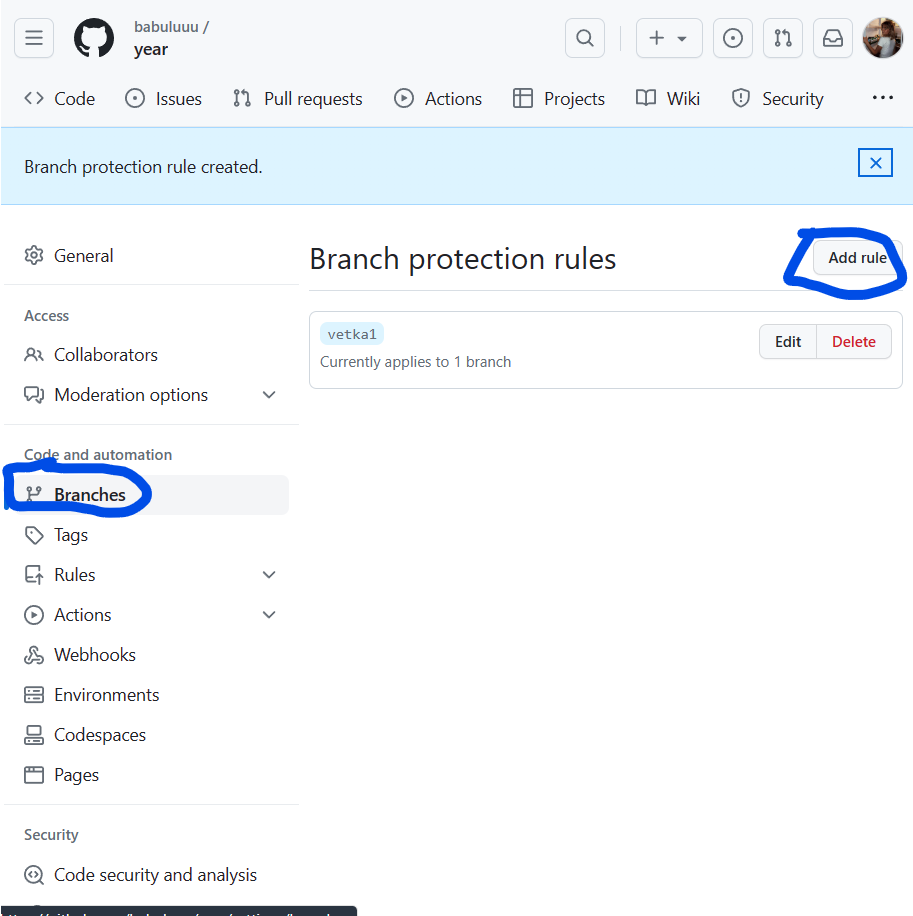 babuluuu /
year
Code
Issues
Pull requests
Actions
Projects
Wiki
Security
Branch protection rule created.
General
Access
Collaborators
Moderation options
Code and automation
Branches
Tags
Rules
Actions
Webhooks
Environments
Codespaces
Pages
Security
Code security and analysis
Branch protection rules
Add rule
vetka1
Currently applies to 1 branch
Edit
Delete